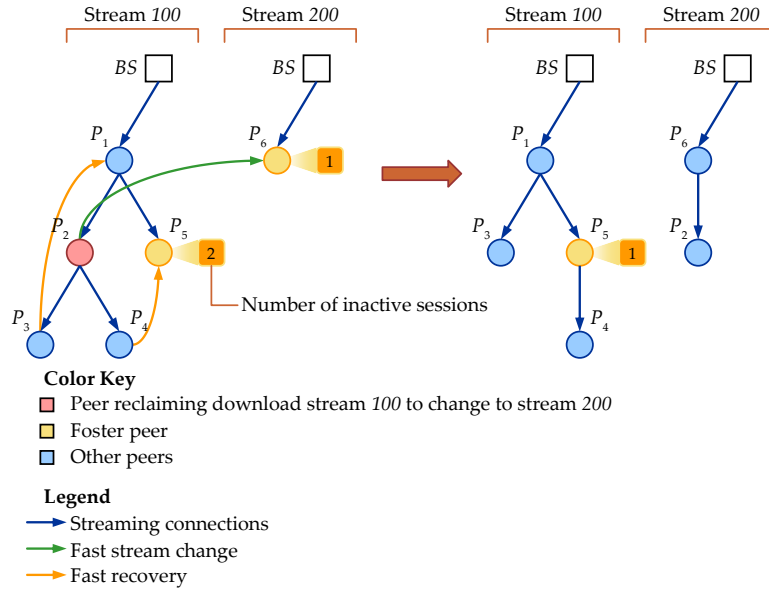 Stream 100
Stream 200
Stream 100
Stream 200
BS
BS
BS
BS
P1
P6
1
P1
P6
P2
P5
2
P3
P5
1
P2
Number of inactive sessions
P3
P4
P4
Color Key
Peer reclaiming download stream 100 to change to stream 200
Foster peer
Other peers
Legend
Streaming connections
Fast stream change
Fast recovery